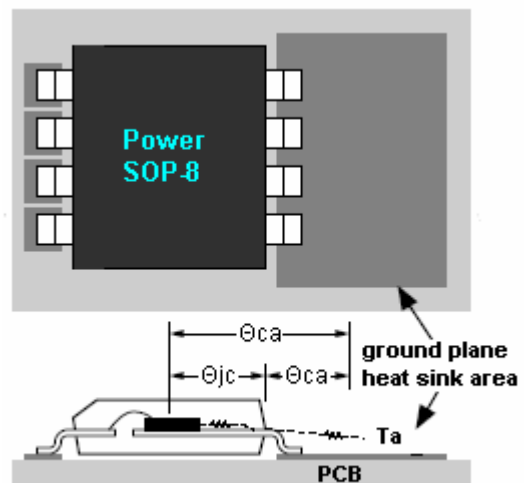 Power
SOP-8
Θca
Θjc
Θca
ground plane
heat sink area
Ta
PCB